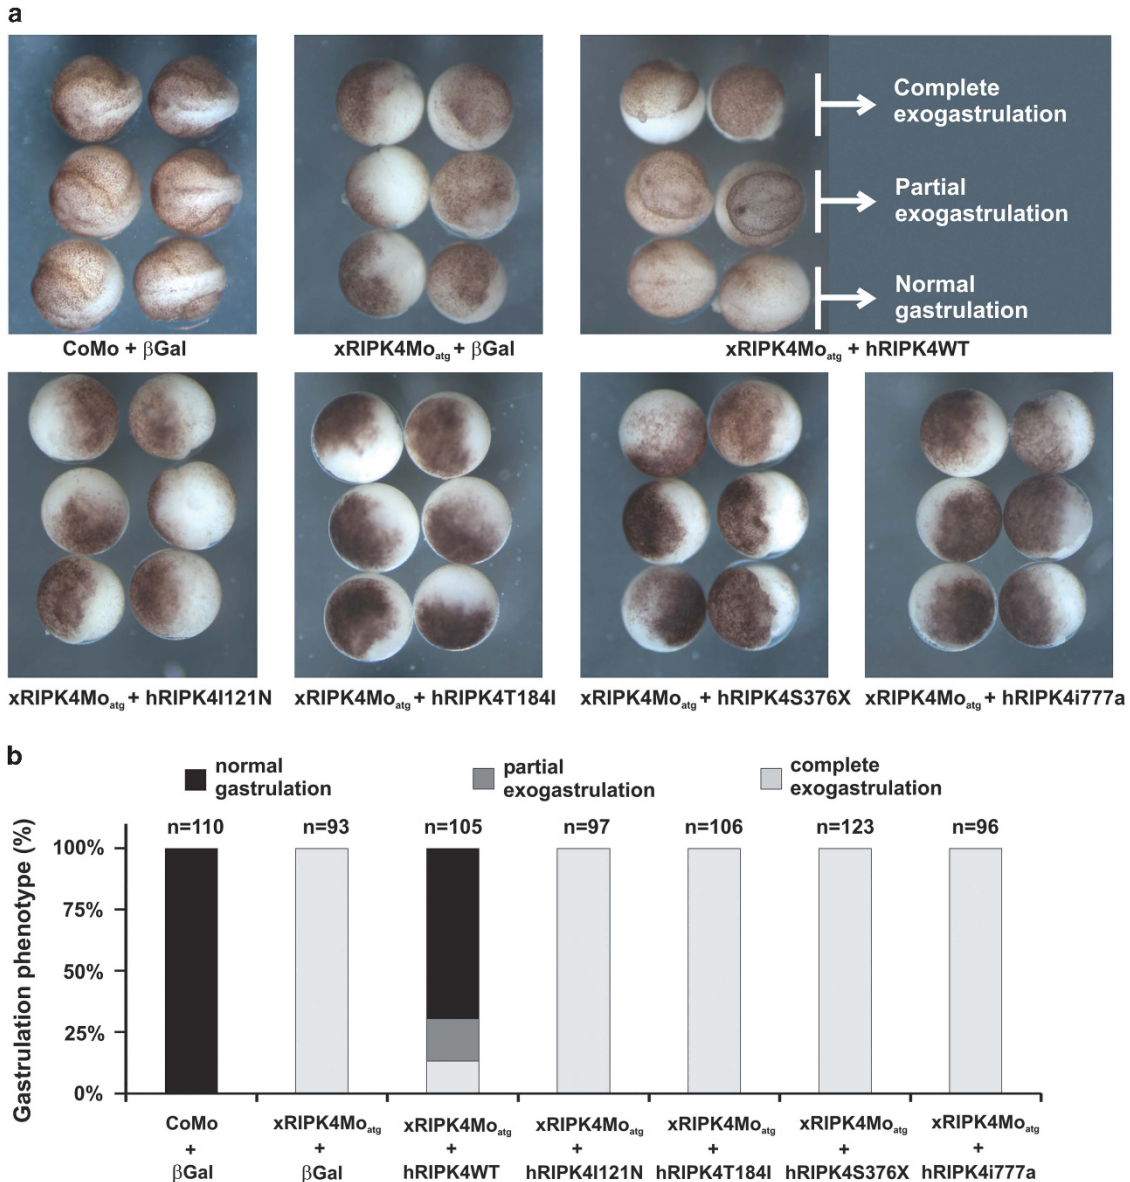 a
Complete
exogastrulation
Partial
exogastrulation
Normal
gastrulation
CoMo + βGal
xRIPK4Moatg + βGal
xRIPK4Moatg + hRIPK4WT
xRIPK4Moatg + hRIPK4I121N
xRIPK4Moatg + hRIPK4T184I
xRIPK4Moatg + hRIPK4S376X
xRIPK4Moatg + hRIPK4i777a
b
normal
gastrulation
partial
exogastrulation
complete
exogastrulation
Gastrulation phenotype (%)
n=110
n=93
n=105
n=97
n=106
n=123
n=96
100%
75%
50%
25%
0%
CoMo
+
βGal
xRIPK4Moatg
+
βGal
xRIPK4Moatg
+
hRIPK4WT
xRIPK4Moatg
+
hRIPK4I121N
xRIPK4Moatg
+
hRIPK4T184I
xRIPK4Moatg
+
hRIPK4S376X
xRIPK4Moatg
+
hRIPK4i777a